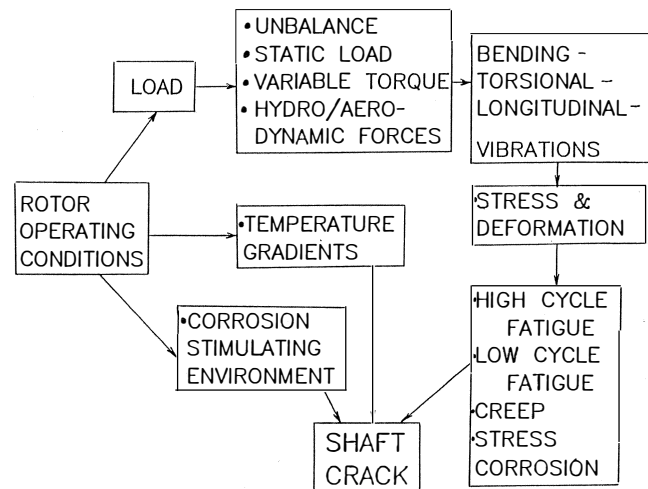 •UNBALANCE
•STATIC LOAD
•VARIABLE TORQUE
•HYDRO/AERO-
DYNAMIC FORCES
LOAD
BENDING -
TORSIONAL -
LONGITUDINAL-
VIBRATIONS
ROTOR
OPERATING
CONDITIONS
•TEMPERATURE
GRADIENTS
•STRESS &
DEFORMATION
•CORROSION
STIMULATING
ENVIRONMENT
•HIGH CYCLE
FATIGUE
•LOW CYCLE
FATIGUE
•CREEP
•STRESS
CORROSION
SHAFT
CRACK